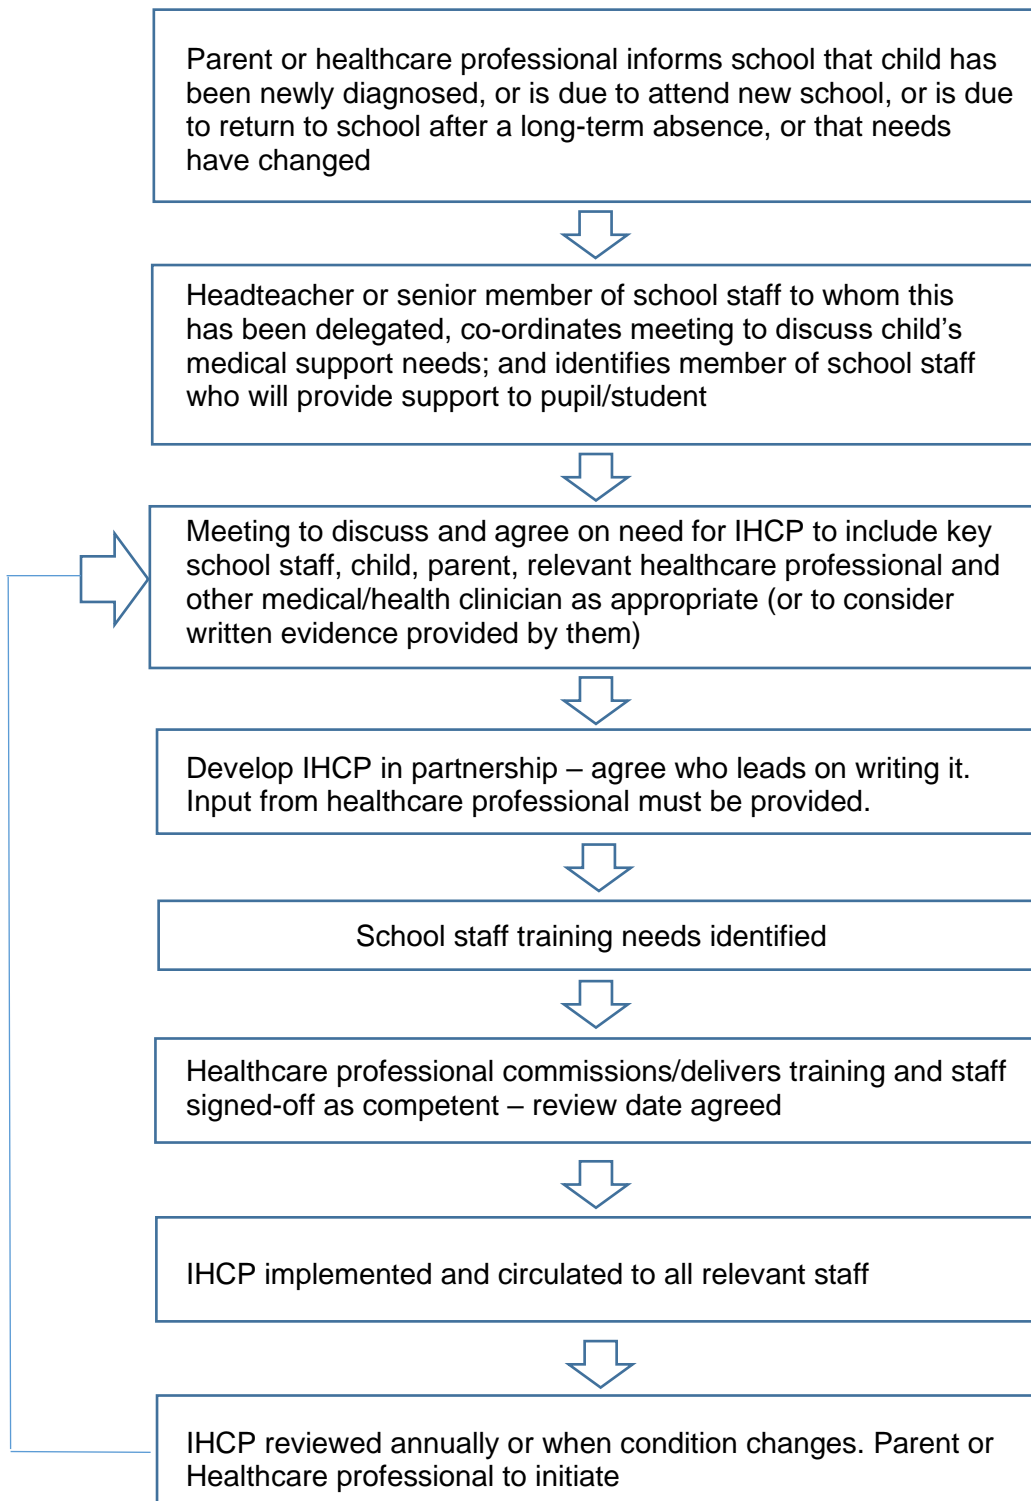 Parent or healthcare professional informs school that child has
been newly diagnosed, or is due to attend new school, or is due
to return to school after a long-term absence, or that needs
have changed
Headteacher or senior member of school staff to whom this
has been delegated, co-ordinates meeting to discuss child's
medical support needs; and identifies member of school staff
who will provide support to pupil/student
Meeting to discuss and agree on need for IHCP to include key
school staff, child, parent, relevant healthcare professional and
other medical/health clinician as appropriate (or to consider
written evidence provided by them)
Develop IHCP in partnership – agree who leads on writing it.
Input from healthcare professional must be provided.
School staff training needs identified
Healthcare professional commissions/delivers training and staff
signed-off as competent – review date agreed
IHCP implemented and circulated to all relevant staff
IHCP reviewed annually or when condition changes. Parent or
Healthcare professional to initiate